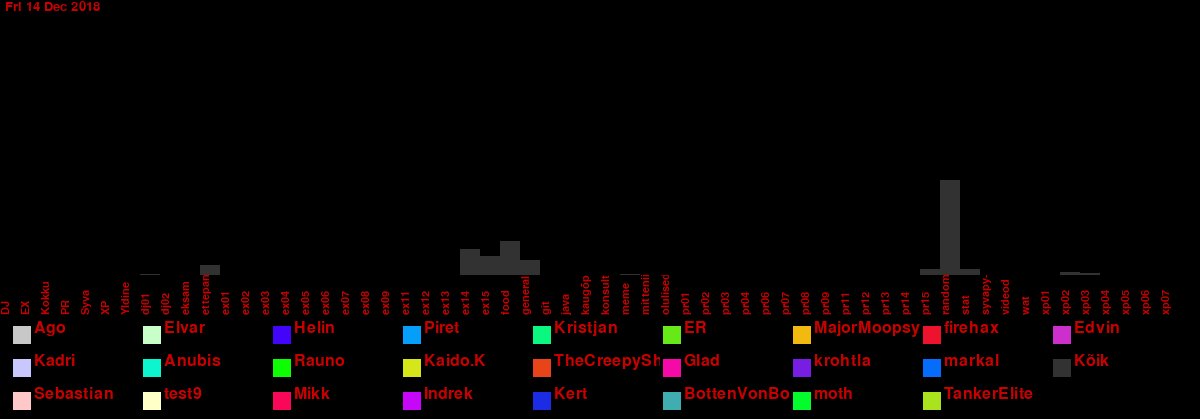 Fri 14 Dec 2018
DJ
EX
Kokku
PR
Syva
XP
Yldine
dj01
dj02
eksam
ettepan
ex01
ex02
ex03
ex04
ex05
ex06
ex07
ex08
ex09
ex11
ex12
ex13
ex14
ex15
food
general
git
java
kaugõp
konsult
meme
mittenii
olulised
pr01
pr02
pr03
pr04
pr06
pr07
pr08
pr09
pr11
pr12
pr13
pr14
pr15
random
stat
syvapy-
videod
wat
xp01
xp02
xp03
xp04
xp05
xp06
xp07
Ago Elvar Helin Piret Kristjan ER MajorMoopsy firehax Edvin
Kadri Anubis Rauno Kaido.K TheCreepySh Glad krohtla markal Kõik
Sebastian test9 Mikk Indrek Kert BottenVonBo moth TankerElite